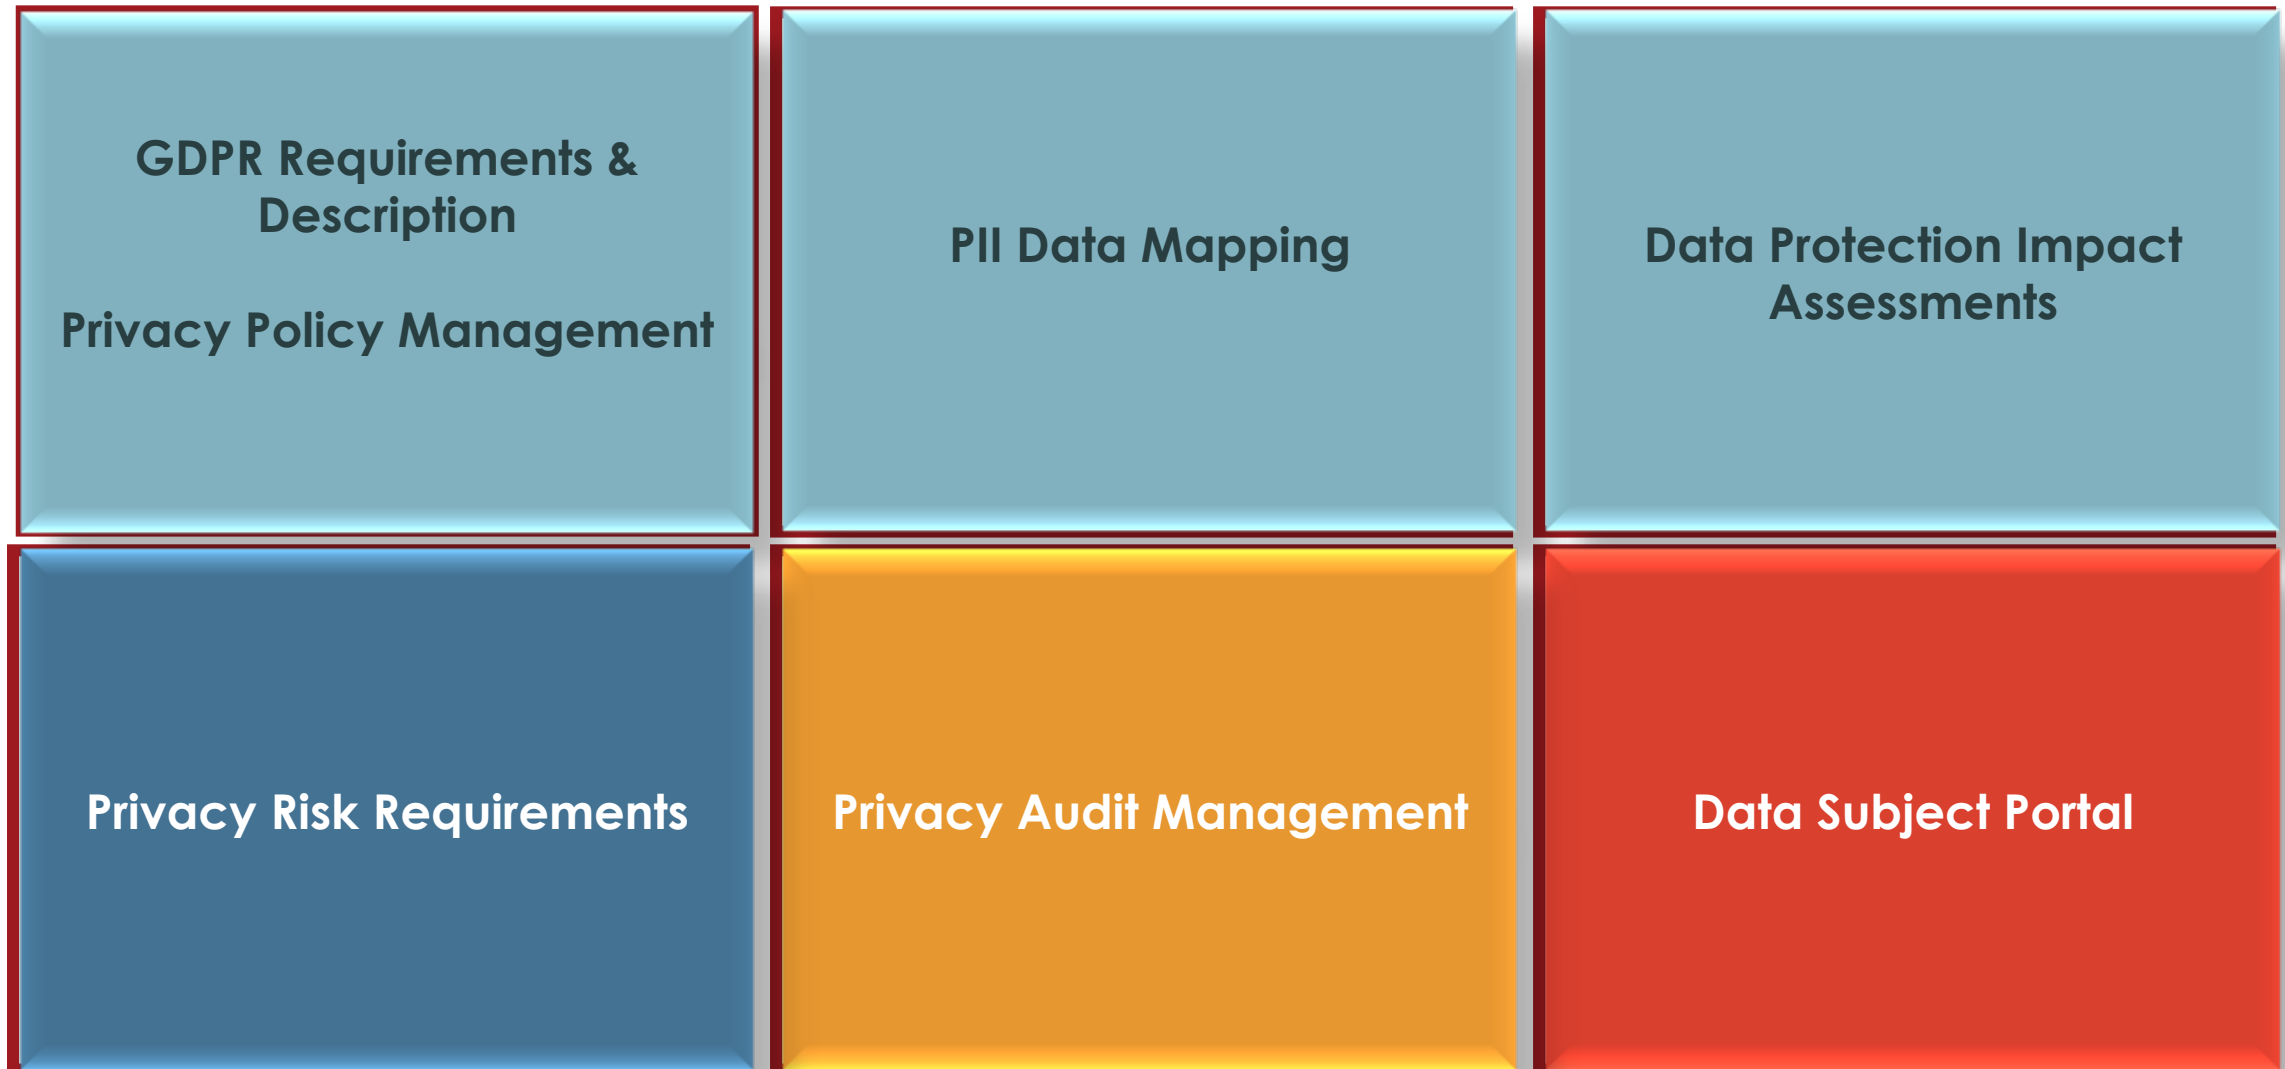 GDPR Requirements &
Description
Privacy Policy Management
PII Data Mapping
Data Protection Impact
Assessments
Privacy Risk Requirements
Privacy Audit Management
Data Subject Portal